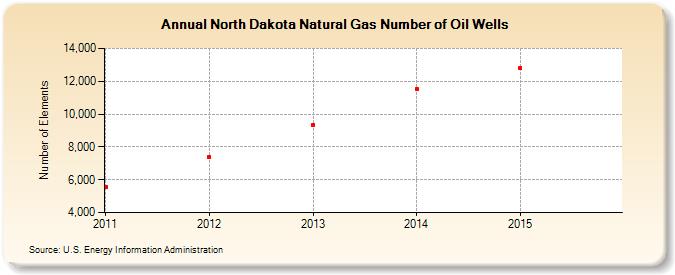 Annual North Dakota Natural Gas Number of Oil Wells
Number of Elements
14,000
12,000
10,000
8,000
6,000
4,000
2011 2012 2013 2014 2015
Source: U.S. Energy Information Administration